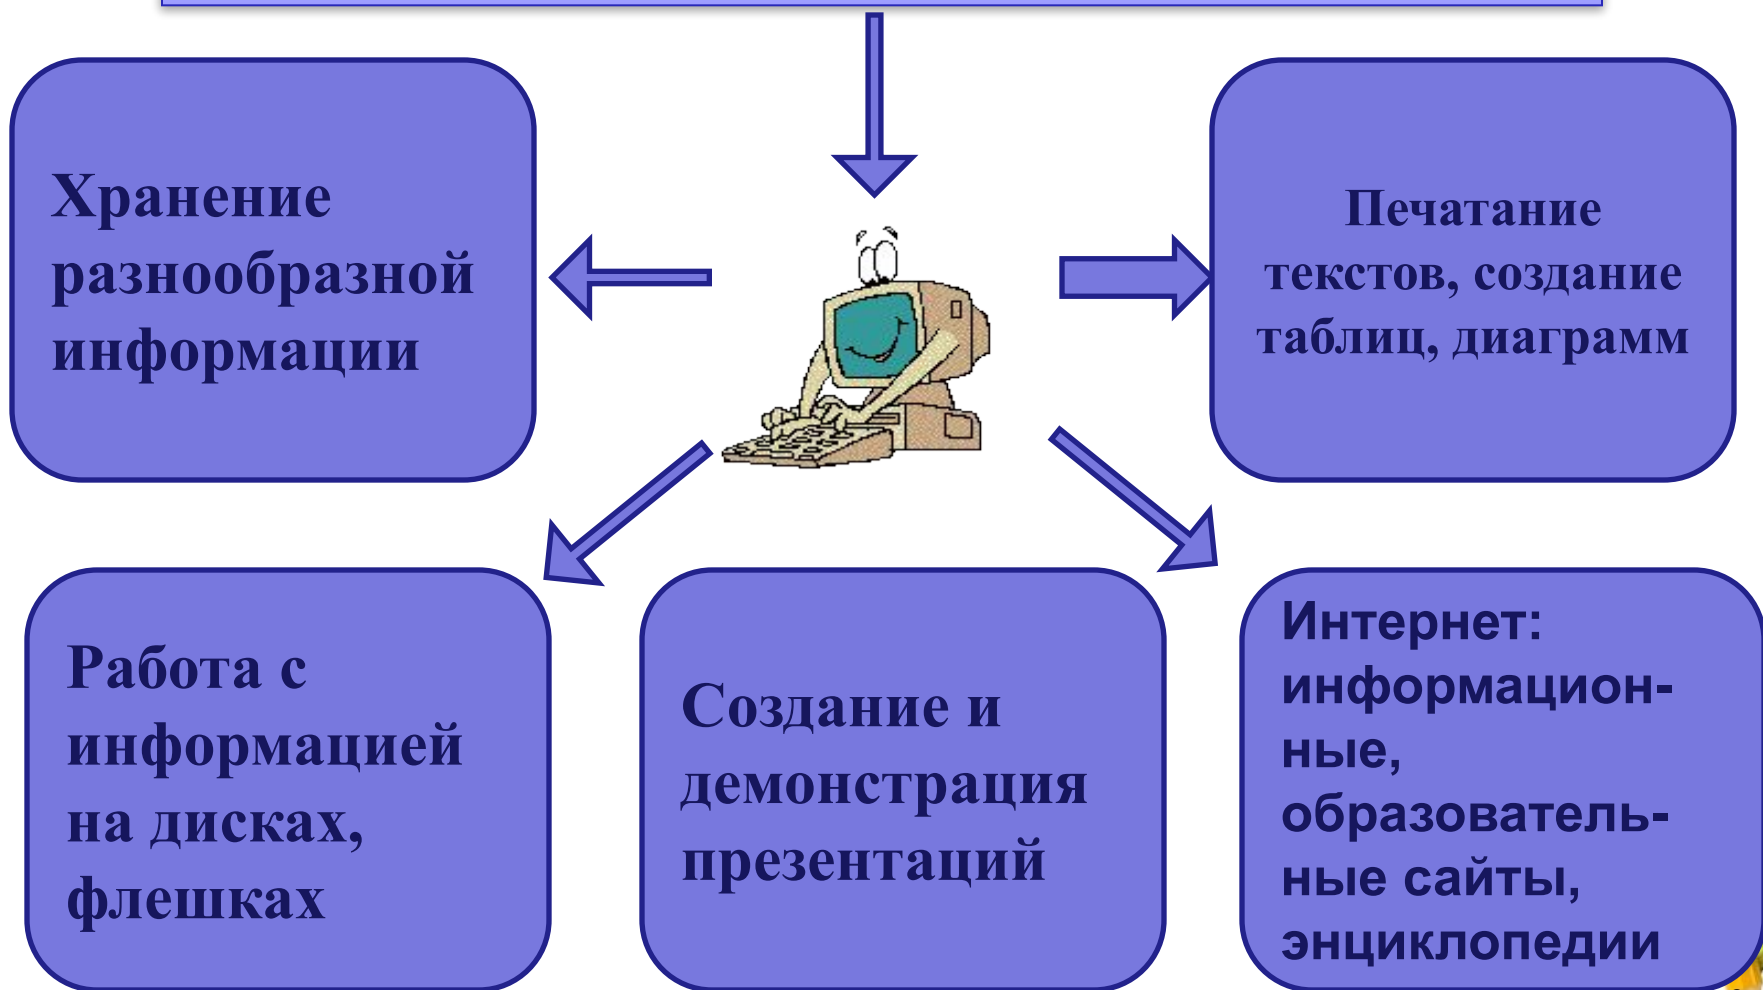 Хранение
разнообразной
информации
Печатание
текстов, создание
таблиц, диаграмм
Работа с
информацией
на дисках,
флешках
Создание и
демонстрация
презентаций
Интернет:
информацион-
ные,
образователь-
ные сайты,
энциклопедии